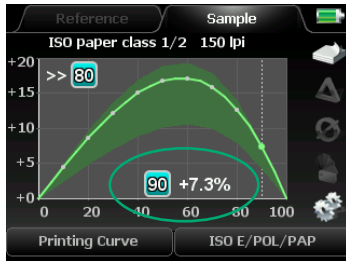 Reference Sample
ISO paper class 1/2 150 lpi
+20
>> 80
+15
+10
+5
90 +7.3%
+0
0 20 40 60 80 100
Printing Curve ISO E/POL/PAP